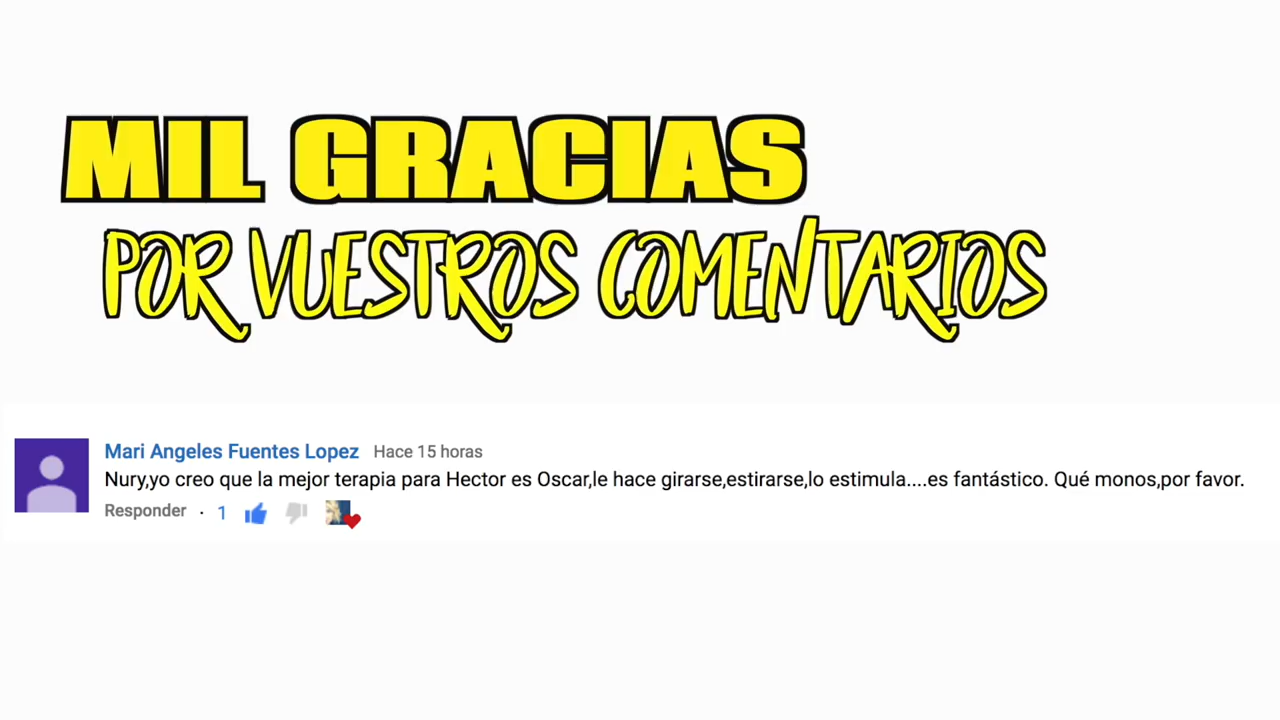 MIL GRACIAS
POR VUESTROS COMENTARIOS
Mari Angeles Fuentes Lopez Hace 15 horas
Nury,yo creo que la mejor terapia para Hector es Oscar,le hace girarse,estirarse,lo estimula....es fantástico. Qué monos,por favor.
Responder · 1